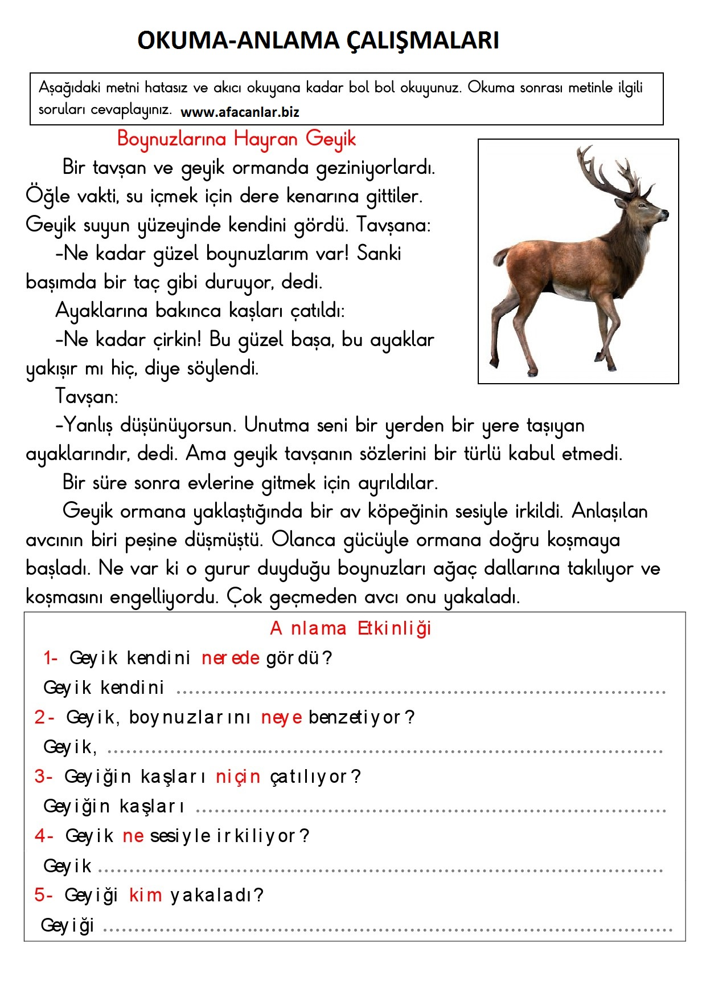 OKUMA-ANLAMA ÇALIŞMALARI
Aşağıdaki metni hatasız ve akıcı okuyana kadar bol bol okuyunuz. Okuma sonrası metinle ilgili
soruları cevaplayınız. www.afacanlar.biz
Boynuzlarına Hayran Geyik
Bir tavşan ve geyik ormanda geziniyorlardı.
Öğle vakti, su içmek için dere kenarına gittiler.
Geyik suyun yüzeyinde kendini gördü. Tavşana:
-Ne kadar güzel boynuzlarım var! Sanki
başımda bir taç gibi duruyor, dedi.
Ayaklarına bakınca kaşları çatıldı:
-Ne kadar çirkin! Bu güzel başa, bu ayaklar
yakışır mı hiç, diye söylendi.
Tavşan:
-Yanlış düşünüyorsun. Unutma seni bir yerden bir yere taşıyan
ayaklarındır, dedi. Ama geyik tavşanın sözlerini bir türlü kabul etmedi.
Bir süre sonra evlerine gitmek için ayrıldılar.
Geyik ormana yaklaştığında bir av köpeğinin sesiyle irkildi. Anlaşılan
avcının biri peşine düşmüştü. Olanca gücüyle ormana doğru koşmaya
başladı. Ne var ki o gurur duyduğu boynuzları ağaç dallarına takılıyor ve
koşmasını engelliyordu. Çok geçmeden avcı onu yakaladı.
Anlama Etkinliği
1- Geyik kendini nerede gördü?
Geyik kendini ....................................................................................
2- Geyik, boynuzlarını neye benzetiyor?
Geyik, ....................................................................................
3- Geyiğin kaşları niçin çatılıyor?
Geyiğin kaşları ....................................................................................
4- Geyik ne sesiyle irkiliyor?
Geyik ....................................................................................
5- Geyiği kim yakaladı?
Geyiği ....................................................................................